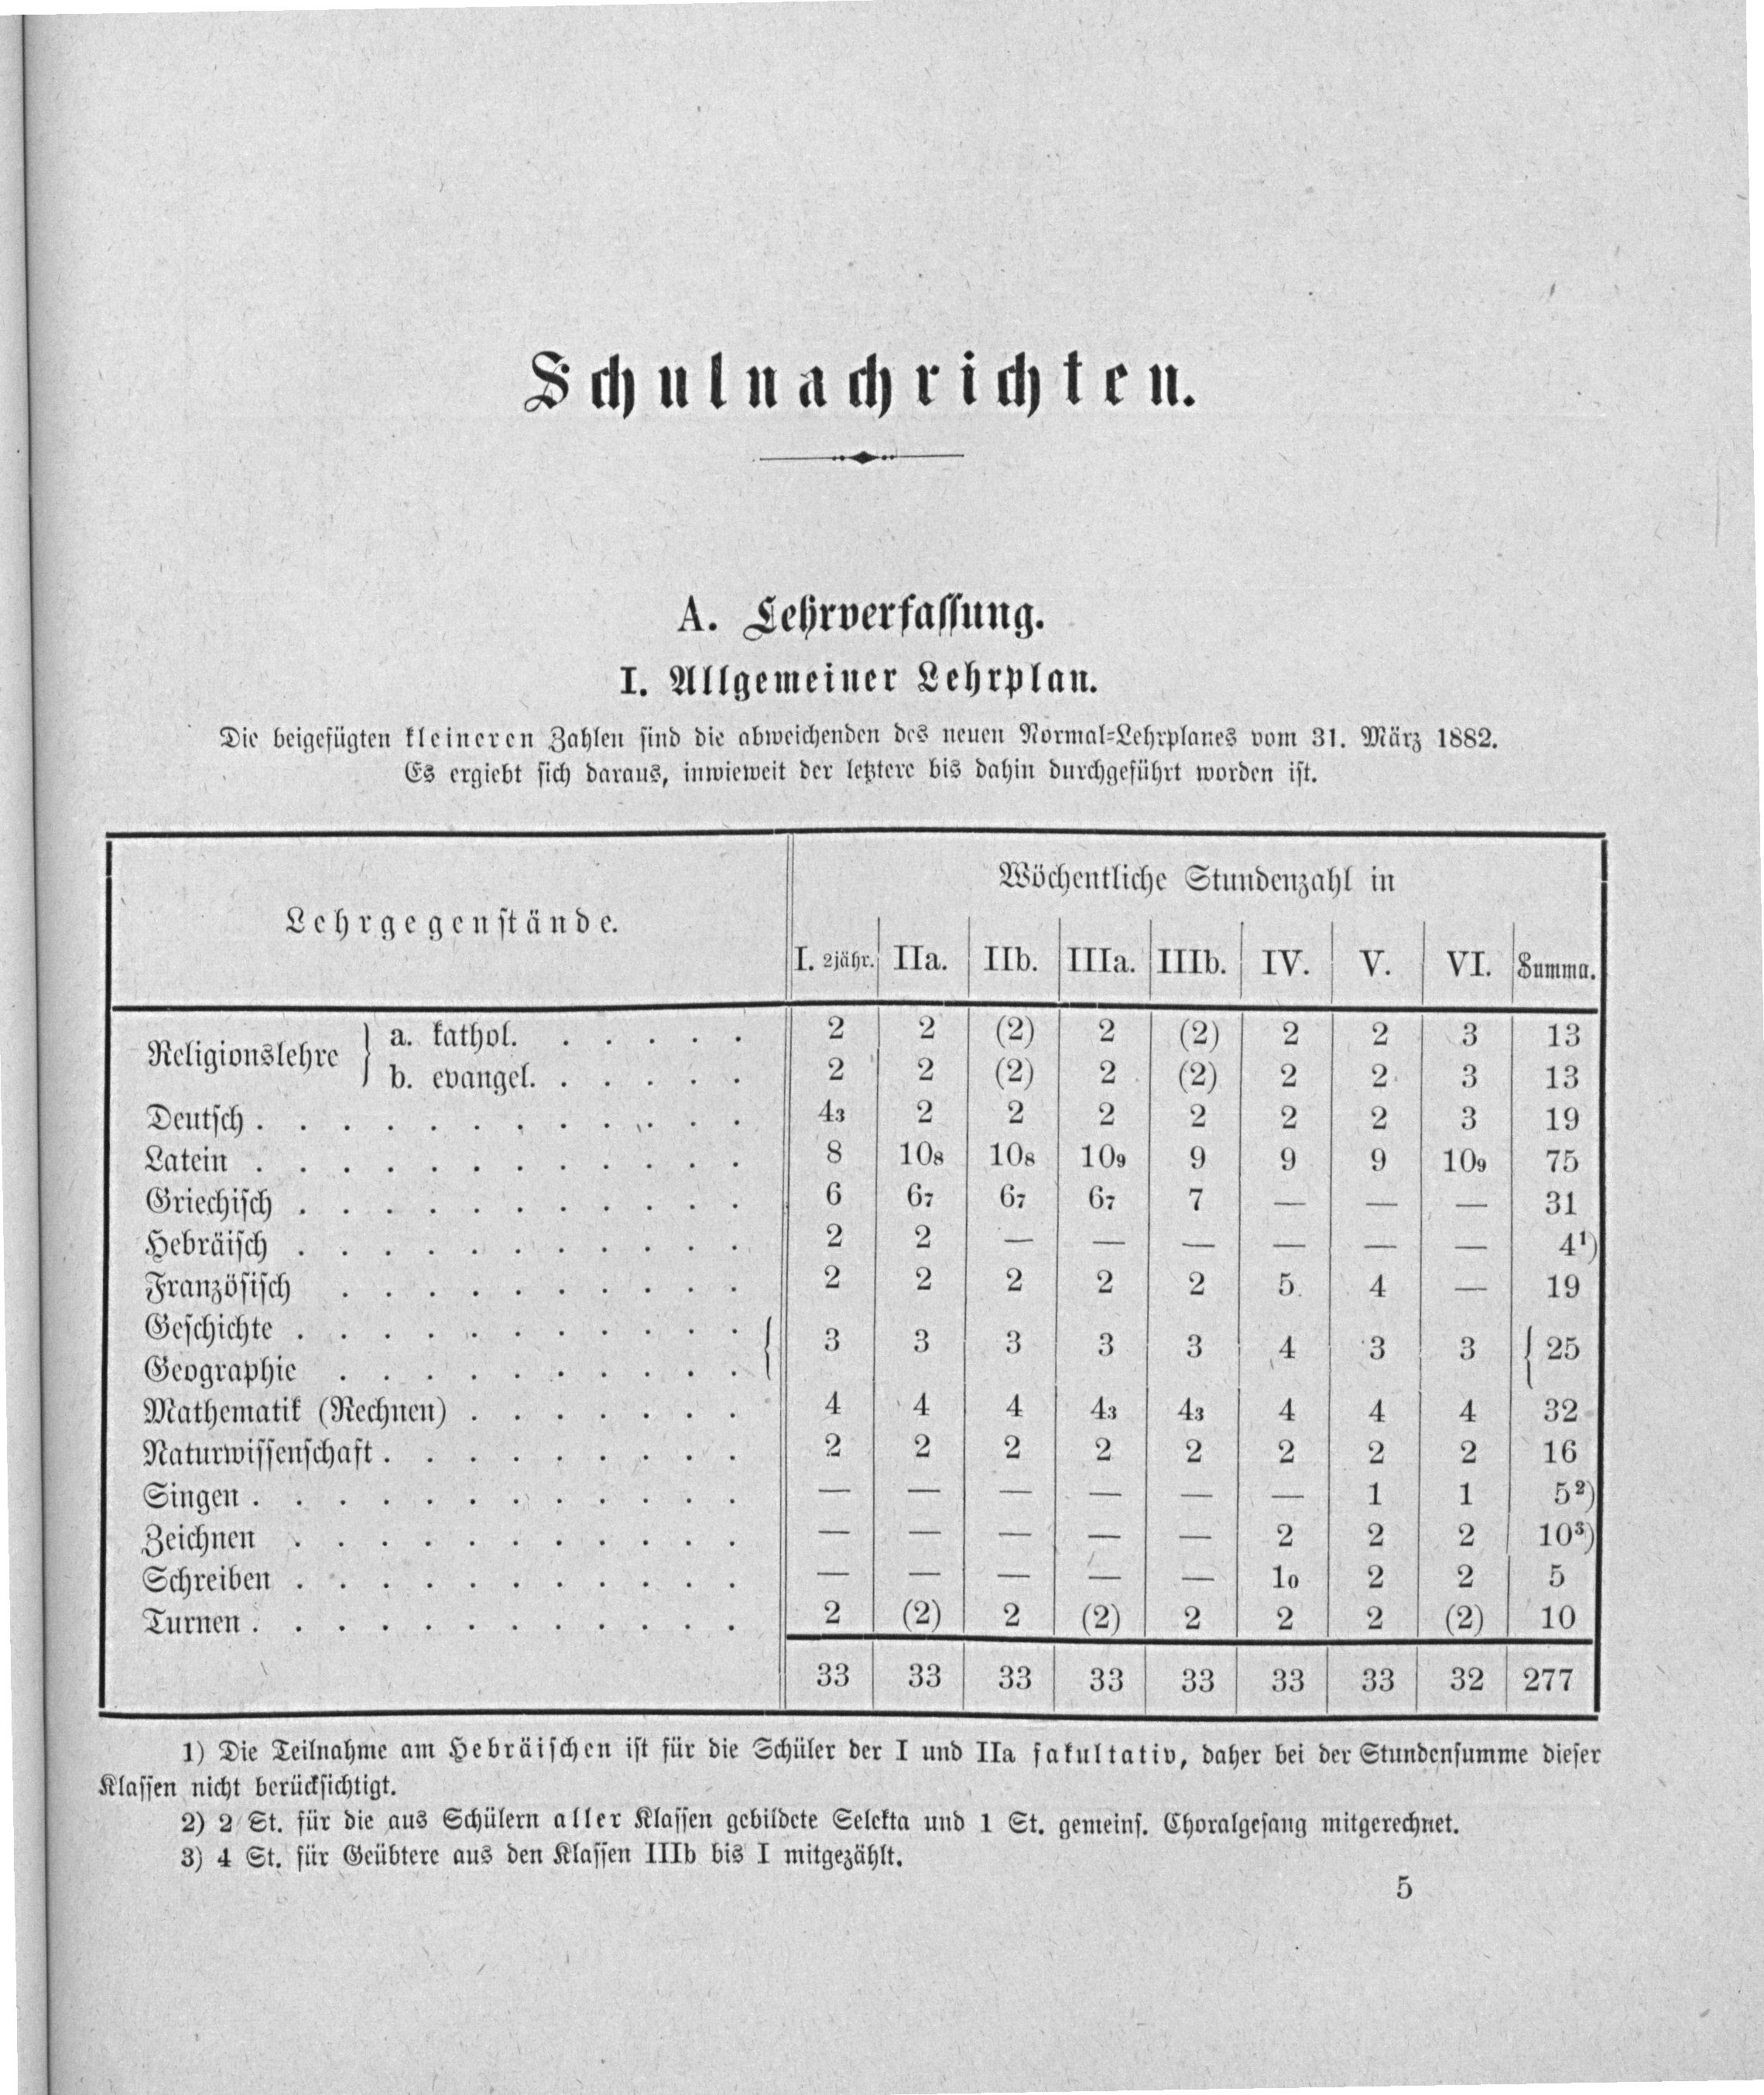 Schulnachrichten.
A. Lehrverfassung.
I. Allgemeiner Lehrplan.
Die beigefügten kleineren Zahlen sind die abweichenden des neuen Normal-Lehrplanes vom 31. März 1882.
Es ergiebt sich daraus, inwieweit der letztere bis dahin durchgeführt worden ist.
Lehrgegenstände.
Wöchentliche Stundenzahl in
I. 2jähr. IIa. IIb. IIIa. IIIb. IV. V. VI. Summa.
Religionslehre } a. kathol. . . . . . 2 2 (2) 2 (2) 2 2 3 13
b. evangel. . . . . . 2 2 (2) 2 (2) 2 2 3 13
Deutsch . . . . . . . . . . . . 4₃ 2 2 2 2 2 2 3 19
Latein . . . . . . . . . . . . 8 10₈ 10₈ 10₉ 9 9 9 10₉ 75
Griechisch . . . . . . . . . . . 6 6₇ 6₇ 6₇ 7 — — — 31
Hebräisch . . . . . . . . . . . 2 2 — — — — — — 4¹)
Französisch . . . . . . . . . . 2 2 2 2 2 5 4 — 19
Geschichte . . . . . . . . . . . {
3 3 3 3 3 4 3 3 { 25
Geographie . . . . . . . . . .
Mathematik (Rechnen) . . . . . . . 4 4 4 4₃ 4₃ 4 4 4 32
Naturwissenschaft . . . . . . . . . 2 2 2 2 2 2 2 2 16
Singen . . . . . . . . . . . . — — — — — — 1 1 5²)
Zeichnen . . . . . . . . . . . — — — — — 2 2 2 10³)
Schreiben . . . . . . . . . . . — — — — — 1₀ 2 2 5
Turnen . . . . . . . . . . . . 2 (2) 2 (2) 2 2 2 (2) 10
33 33 33 33 33 33 33 32 277
1) Die Teilnahme am Hebräischen ist für die Schüler der I und IIa fakultativ, daher bei der Stundensumme dieser
Klassen nicht berücksichtigt.
2) 2 St. für die aus Schülern aller Klassen gebildete Selekta und 1 St. gemeins. Choralgesang mitgerechnet.
3) 4 St. für Geübtere aus den Klassen IIIb bis I mitgezählt.
5